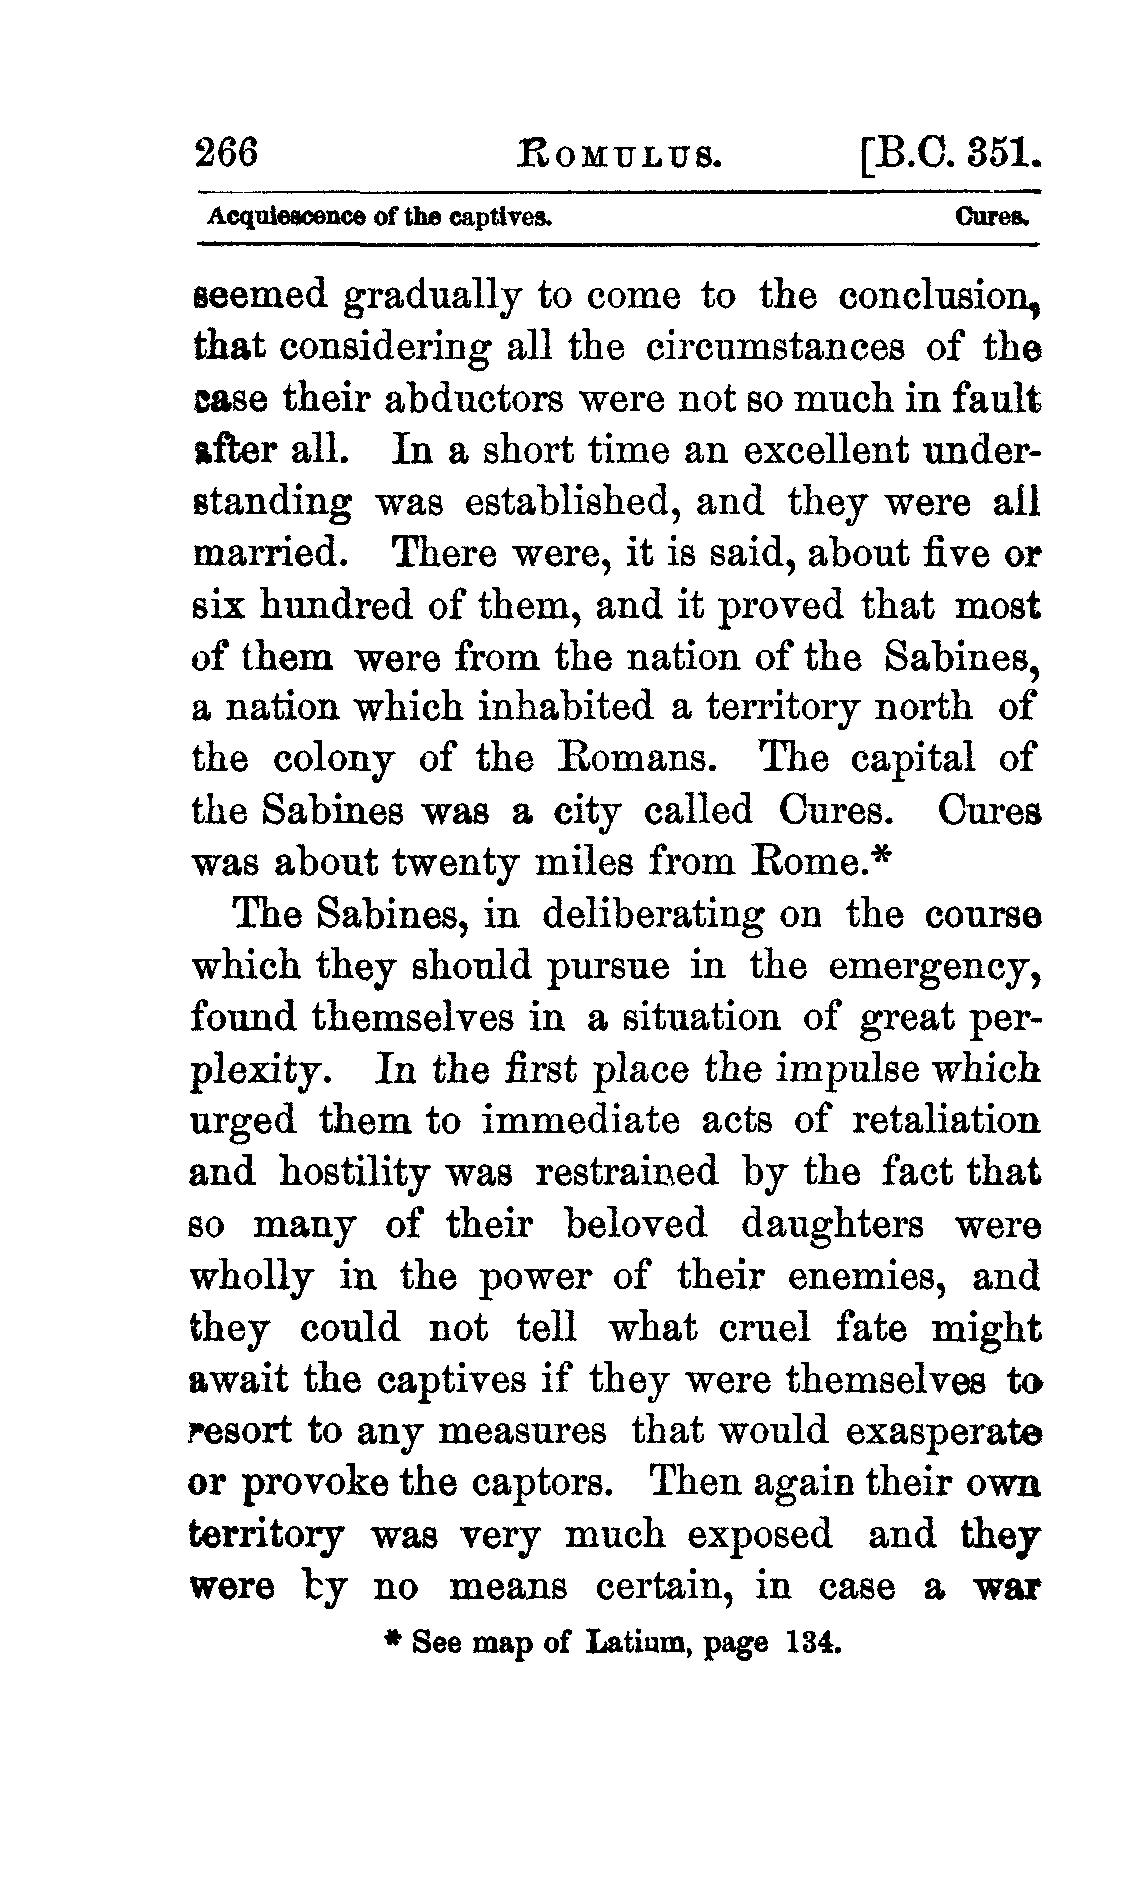 266 ROMULUS. [B.C. 351.
Acquiescence of the captives. Cures.
seemed gradually to come to the conclusion,
that considering all the circumstances of the
case their abductors were not so much in fault
after all. In a short time an excellent under-
standing was established, and they were all
married. There were, it is said, about five or
six hundred of them, and it proved that most
of them were from the nation of the Sabines,
a nation which inhabited a territory north of
the colony of the Romans. The capital of
the Sabines was a city called Cures. Cures
was about twenty miles from Rome.*
The Sabines, in deliberating on the course
which they should pursue in the emergency,
found themselves in a situation of great per-
plexity. In the first place the impulse which
urged them to immediate acts of retaliation
and hostility was restrained by the fact that
so many of their beloved daughters were
wholly in the power of their enemies, and
they could not tell what cruel fate might
await the captives if they were themselves to
resort to any measures that would exasperate
or provoke the captors. Then again their own
territory was very much exposed and they
were by no means certain, in case a war
* See map of Latium, page 134.